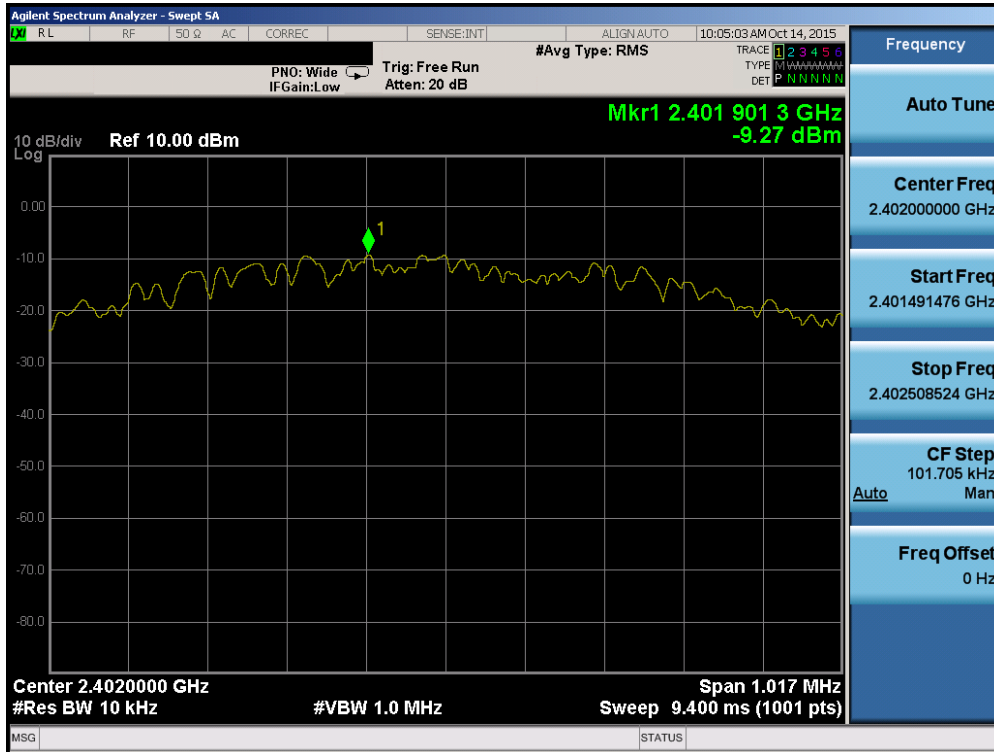 Agilent Spectrum Analyzer - Swept SA
LXI RL RF 50 Ω AC CORREC SENSE:INT ALIGN AUTO 10:05:03 AM Oct 14, 2015
PNO: Wide
IFGain:Low
Trig: Free Run
Atten: 20 dB
#Avg Type: RMS
TRACE 1 2 3 4 5 6
TYPE M
DET P N N N N N
Mkr1 2.401 901 3 GHz
-9.27 dBm
10 dB/div Ref 10.00 dBm
Log
0.00
-10.0
-20.0
-30.0
-40.0
-50.0
-60.0
-70.0
-80.0
1
Center 2.4020000 GHz Span 1.017 MHz
#Res BW 10 kHz #VBW 1.0 MHz Sweep 9.400 ms (1001 pts)
MSG STATUS
Frequency
Auto Tune
Center Freq
2.402000000 GHz
Start Freq
2.401491476 GHz
Stop Freq
2.402508524 GHz
CF Step
101.705 kHz
Auto Man
Freq Offset
0 Hz